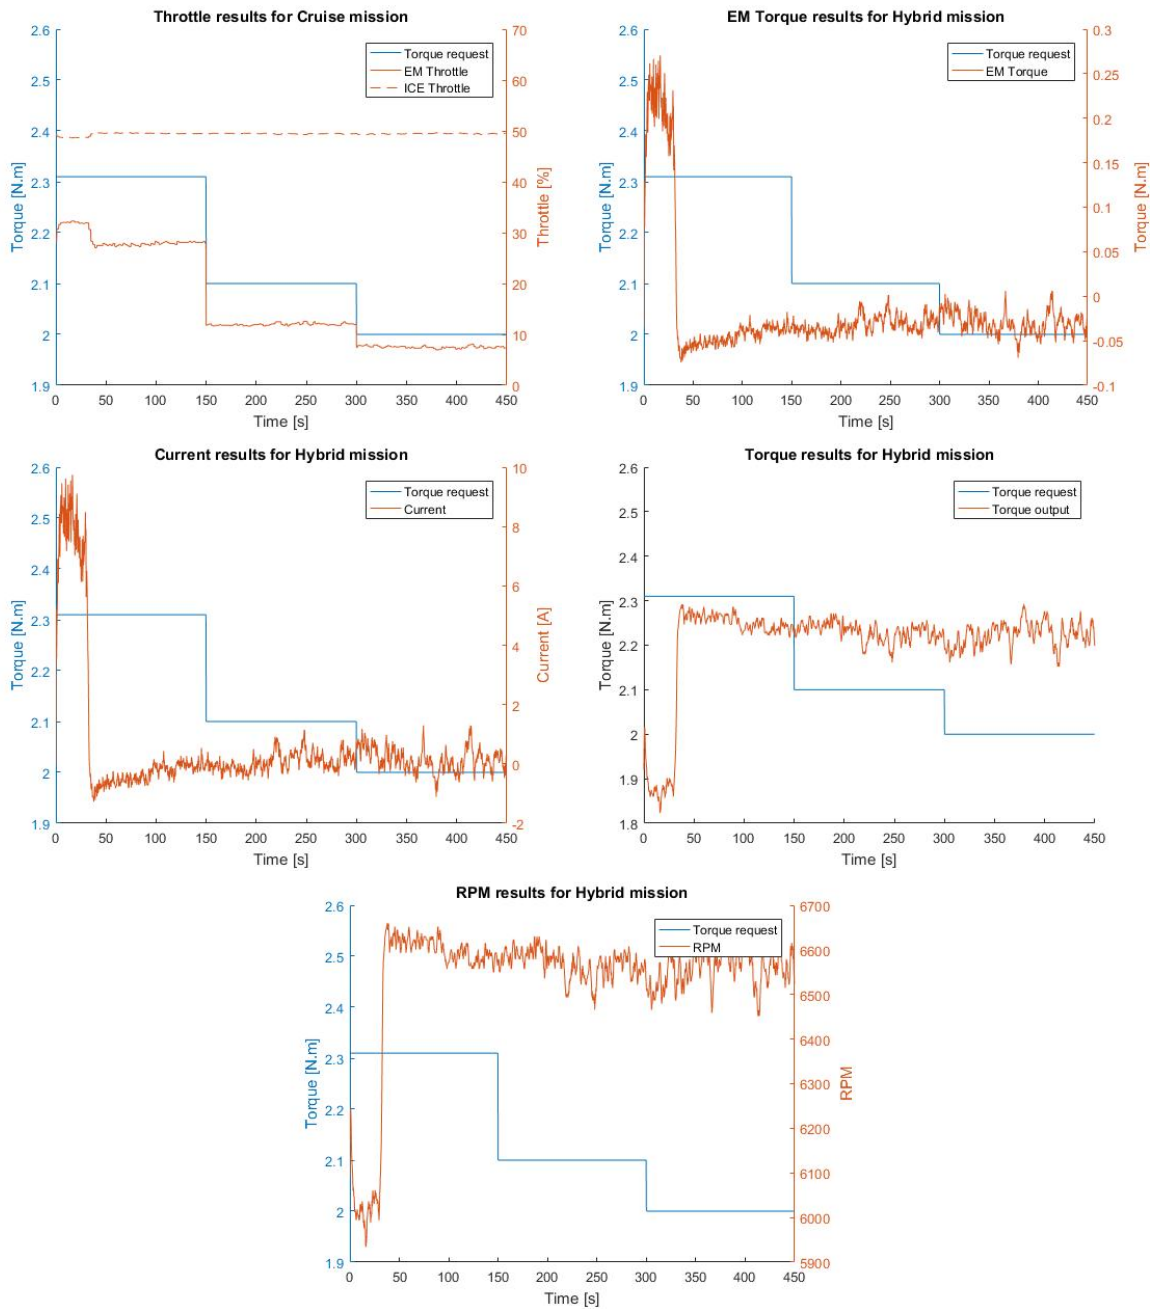 Throttle results for Cruise mission
Torque request
EM Throttle
ICE Throttle
2.6
2.5
2.4
2.3
2.2
2.1
2
1.9
Torque [N.m]
70
60
50
40
30
20
10
0
Throttle [%]
0 50 100 150 200 250 300 350 400 450
Time [s]
EM Torque results for Hybrid mission
Torque request
EM Torque
2.6
2.5
2.4
2.3
2.2
2.1
2
1.9
Torque [N.m]
0.3
0.25
0.2
0.15
0.1
0.05
0
-0.05
-0.1
Torque [N.m]
0 50 100 150 200 250 300 350 400 450
Time [s]
Current results for Hybrid mission
Torque request
Current
2.6
2.5
2.4
2.3
2.2
2.1
2
1.9
Torque [N.m]
10
8
6
4
2
0
-2
Current [A]
0 50 100 150 200 250 300 350 400 450
Time [s]
Torque results for Hybrid mission
Torque request
Torque output
2.6
2.5
2.4
2.3
2.2
2.1
2
1.9
1.8
Torque [N.m]
0 50 100 150 200 250 300 350 400 450
Time [s]
RPM results for Hybrid mission
Torque request
RPM
2.6
2.5
2.4
2.3
2.2
2.1
2
1.9
Torque [N.m]
6700
6600
6500
6400
6300
6200
6100
6000
5900
RPM
0 50 100 150 200 250 300 350 400 450
Time [s]